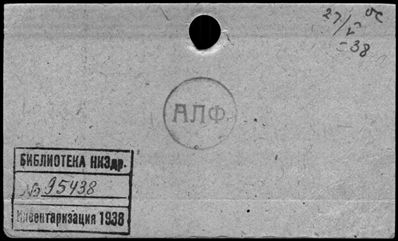 27/V
-38
АЛФ.
БИБЛИОТЕКА НКЗдр.
№ 95438
Инвентаризация 1938